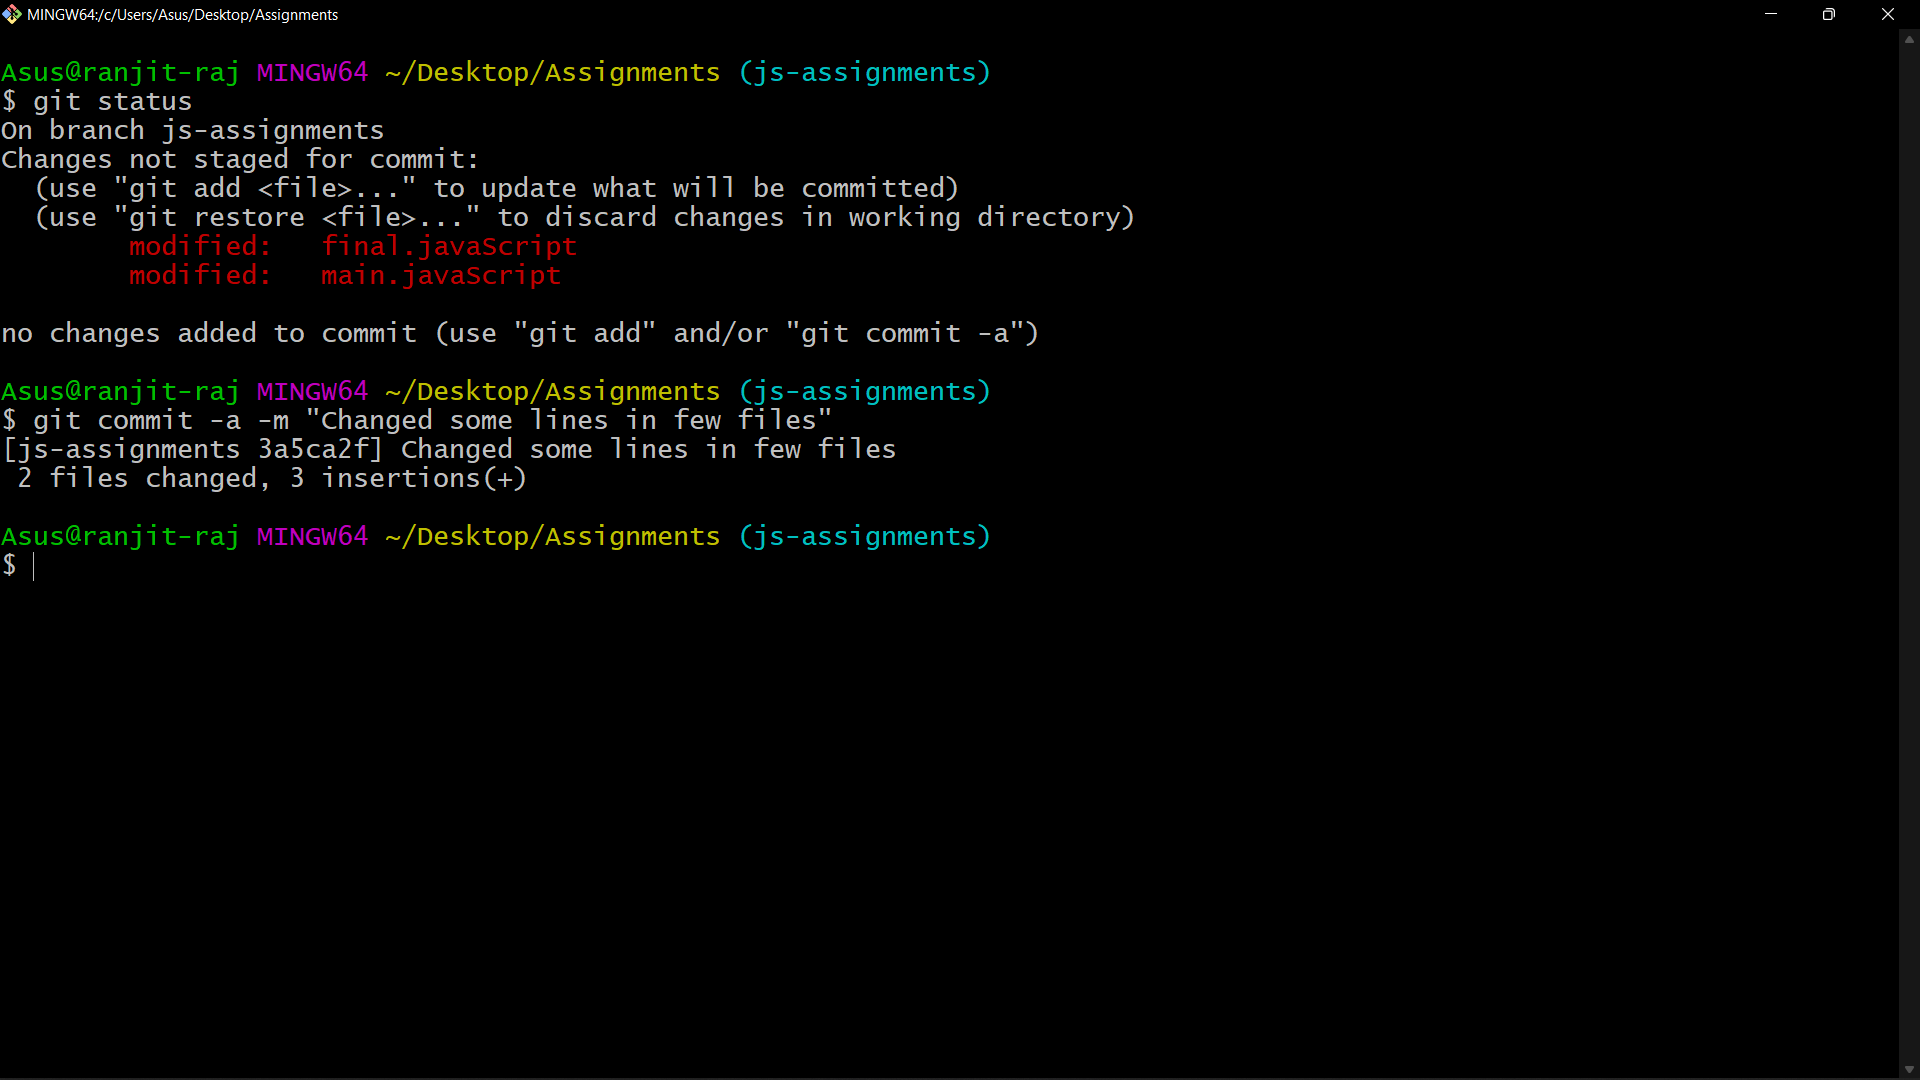 MINGW64:/c/Users/Asus/Desktop/Assignments
Asus@ranjit-raj MINGW64 ~/Desktop/Assignments (js-assignments)
$ git status
On branch js-assignments
Changes not staged for commit:
  (use "git add <file>..." to update what will be committed)
  (use "git restore <file>..." to discard changes in working directory)
        modified:   final.javaScript
        modified:   main.javaScript
no changes added to commit (use "git add" and/or "git commit -a")
Asus@ranjit-raj MINGW64 ~/Desktop/Assignments (js-assignments)
$ git commit -a -m "Changed some lines in few files"
[js-assignments 3a5ca2f] Changed some lines in few files
 2 files changed, 3 insertions(+)
Asus@ranjit-raj MINGW64 ~/Desktop/Assignments (js-assignments)
$